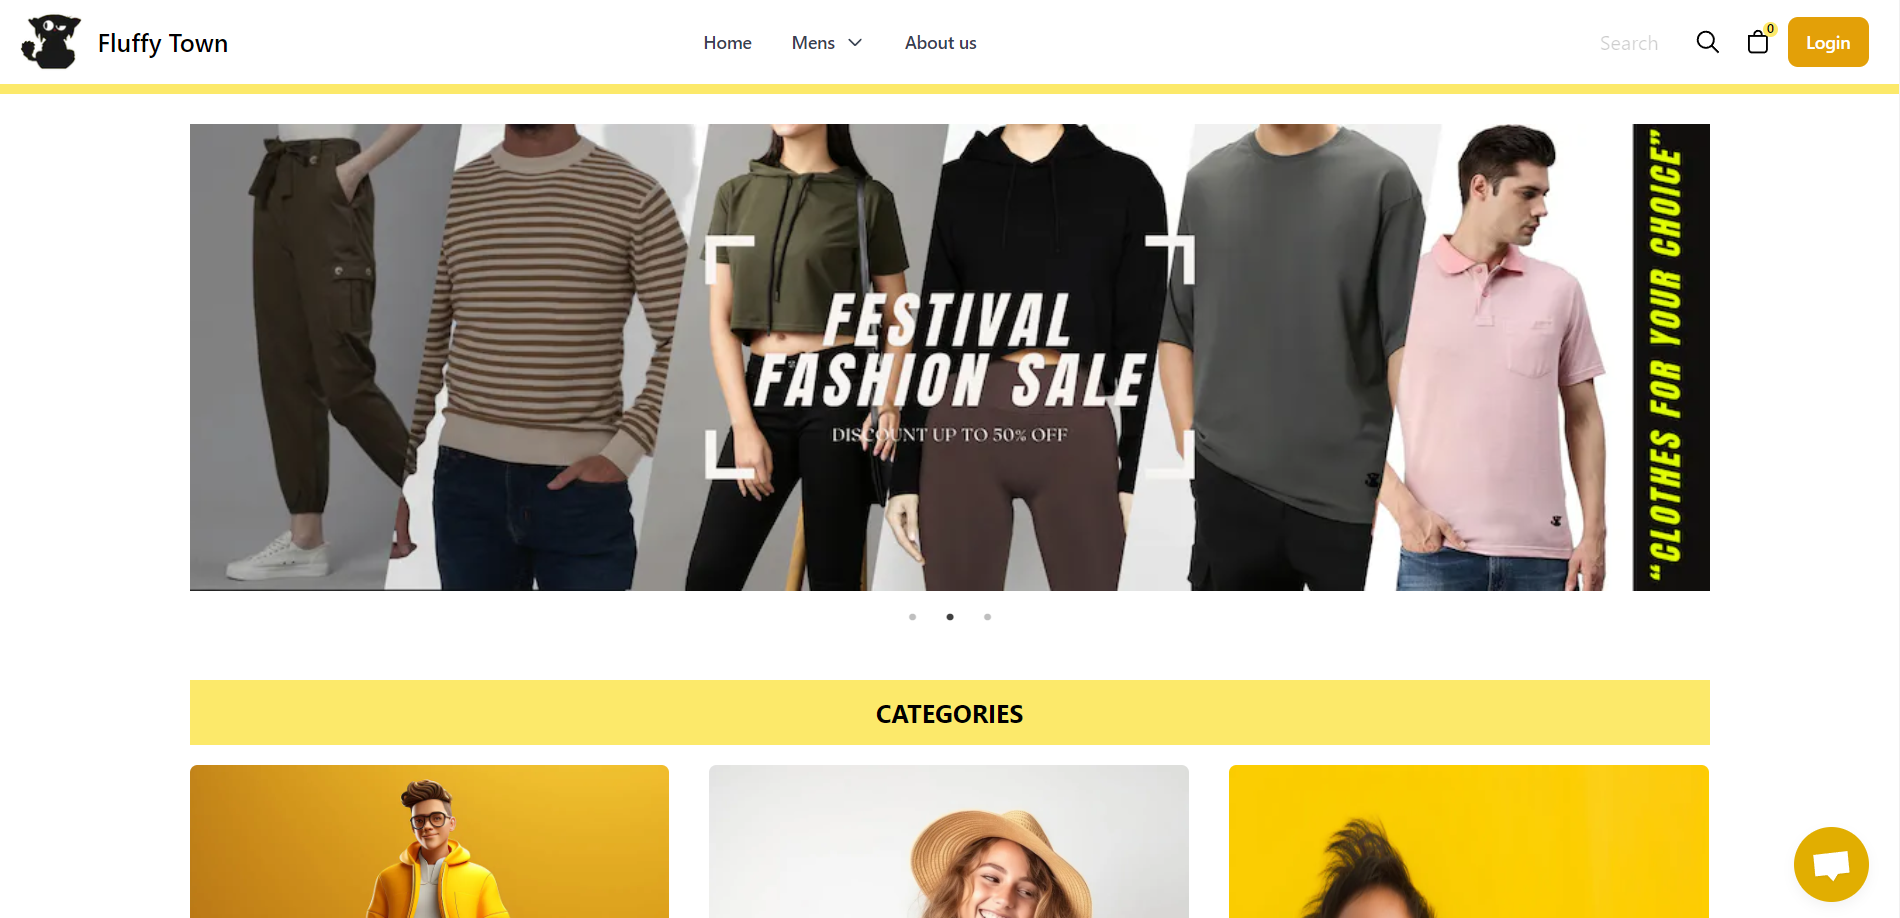 Fluffy Town
Home
Mens
About us
Search
0
Login
FESTIVAL
FASHION SALE
DISCOUNT UP TO 50% OFF
“CLOTHES FOR YOUR CHOICE”
CATEGORIES